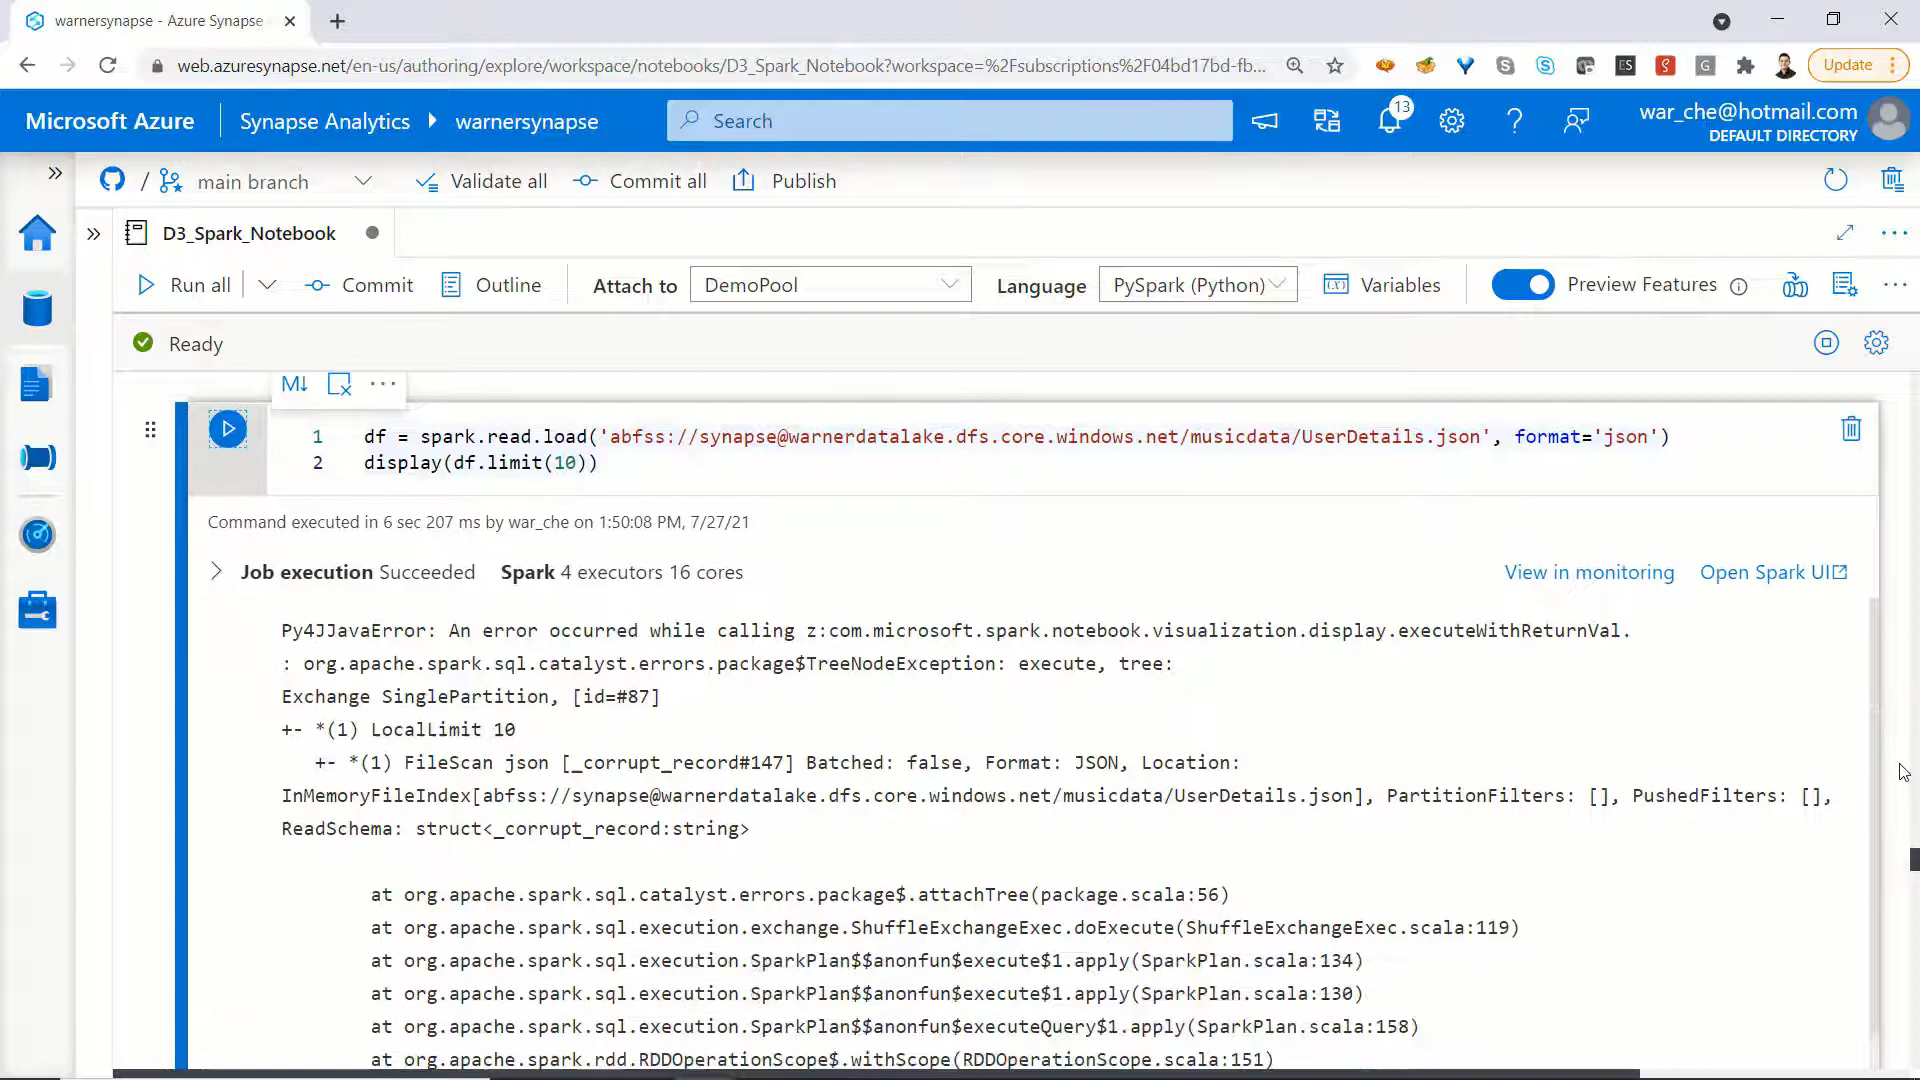 warnersynapse - Azure Synapse
web.azuresynapse.net/en-us/authoring/explore/workspace/notebooks/D3_Spark_Notebook?workspace=%2Fsubscriptions%2F04bd17bd-fb...
ES
S
G
Update
Microsoft Azure
Synapse Analytics
warnersynapse
Search
13
war_che@hotmail.com
DEFAULT DIRECTORY
/ main branch
Validate all
Commit all
Publish
D3_Spark_Notebook
Run all
Commit
Outline
Attach to
DemoPool
Language
PySpark (Python)
Variables
Preview Features
Ready
M↓
1 df = spark.read.load('abfss://synapse@warnerdatalake.dfs.core.windows.net/musicdata/UserDetails.json', format='json')
2 display(df.limit(10))
Command executed in 6 sec 207 ms by war_che on 1:50:08 PM, 7/27/21
Job execution Succeeded Spark 4 executors 16 cores
View in monitoring
Open Spark UI
Py4JJavaError: An error occurred while calling z:com.microsoft.spark.notebook.visualization.display.executeWithReturnVal.
: org.apache.spark.sql.catalyst.errors.package$TreeNodeException: execute, tree:
Exchange SinglePartition, [id=#87]
+- *(1) LocalLimit 10
+- *(1) FileScan json [_corrupt_record#147] Batched: false, Format: JSON, Location:
InMemoryFileIndex[abfss://synapse@warnerdatalake.dfs.core.windows.net/musicdata/UserDetails.json], PartitionFilters: [], PushedFilters: [],
ReadSchema: struct<_corrupt_record:string>
at org.apache.spark.sql.catalyst.errors.package$.attachTree(package.scala:56)
at org.apache.spark.sql.execution.exchange.ShuffleExchangeExec.doExecute(ShuffleExchangeExec.scala:119)
at org.apache.spark.sql.execution.SparkPlan$$anonfun$execute$1.apply(SparkPlan.scala:134)
at org.apache.spark.sql.execution.SparkPlan$$anonfun$execute$1.apply(SparkPlan.scala:130)
at org.apache.spark.sql.execution.SparkPlan$$anonfun$executeQuery$1.apply(SparkPlan.scala:158)
at org.apache.spark.rdd.RDDOperationScope$.withScope(RDDOperationScope.scala:151)